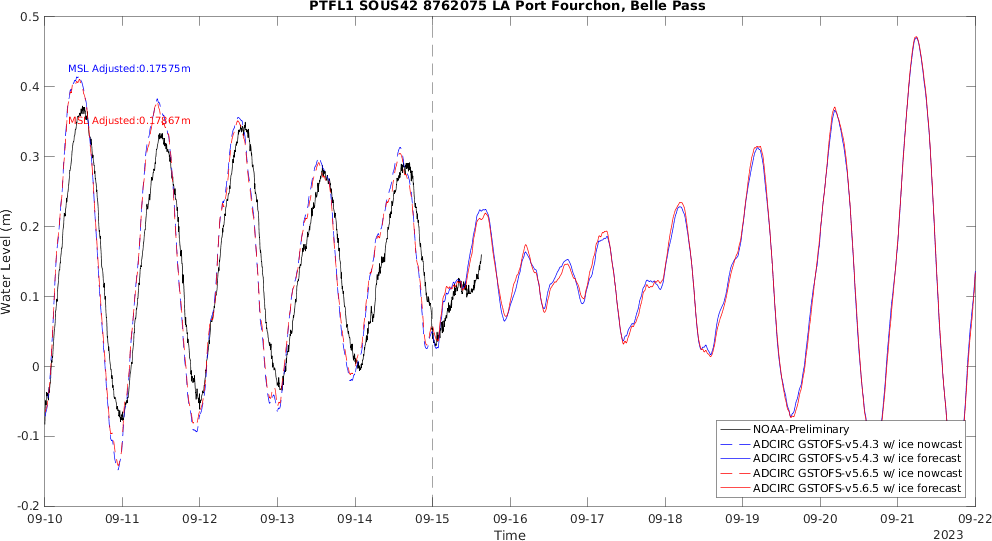 PTFL1 SOUS42 8762075 LA Port Fourchon, Belle Pass
0.5
0.4
0.3
0.2
0.1
0
-0.1
-0.2
Water Level (m)
MSL Adjusted:0.17575m
MSL Adjusted:0.17867m
NOAA-Preliminary
ADCIRC GSTOFS-v5.4.3 w/ ice nowcast
ADCIRC GSTOFS-v5.4.3 w/ ice forecast
ADCIRC GSTOFS-v5.6.5 w/ ice nowcast
ADCIRC GSTOFS-v5.6.5 w/ ice forecast
09-10 09-11 09-12 09-13 09-14 09-15 09-16 09-17 09-18 09-19 09-20 09-21 09-22
Time
2023